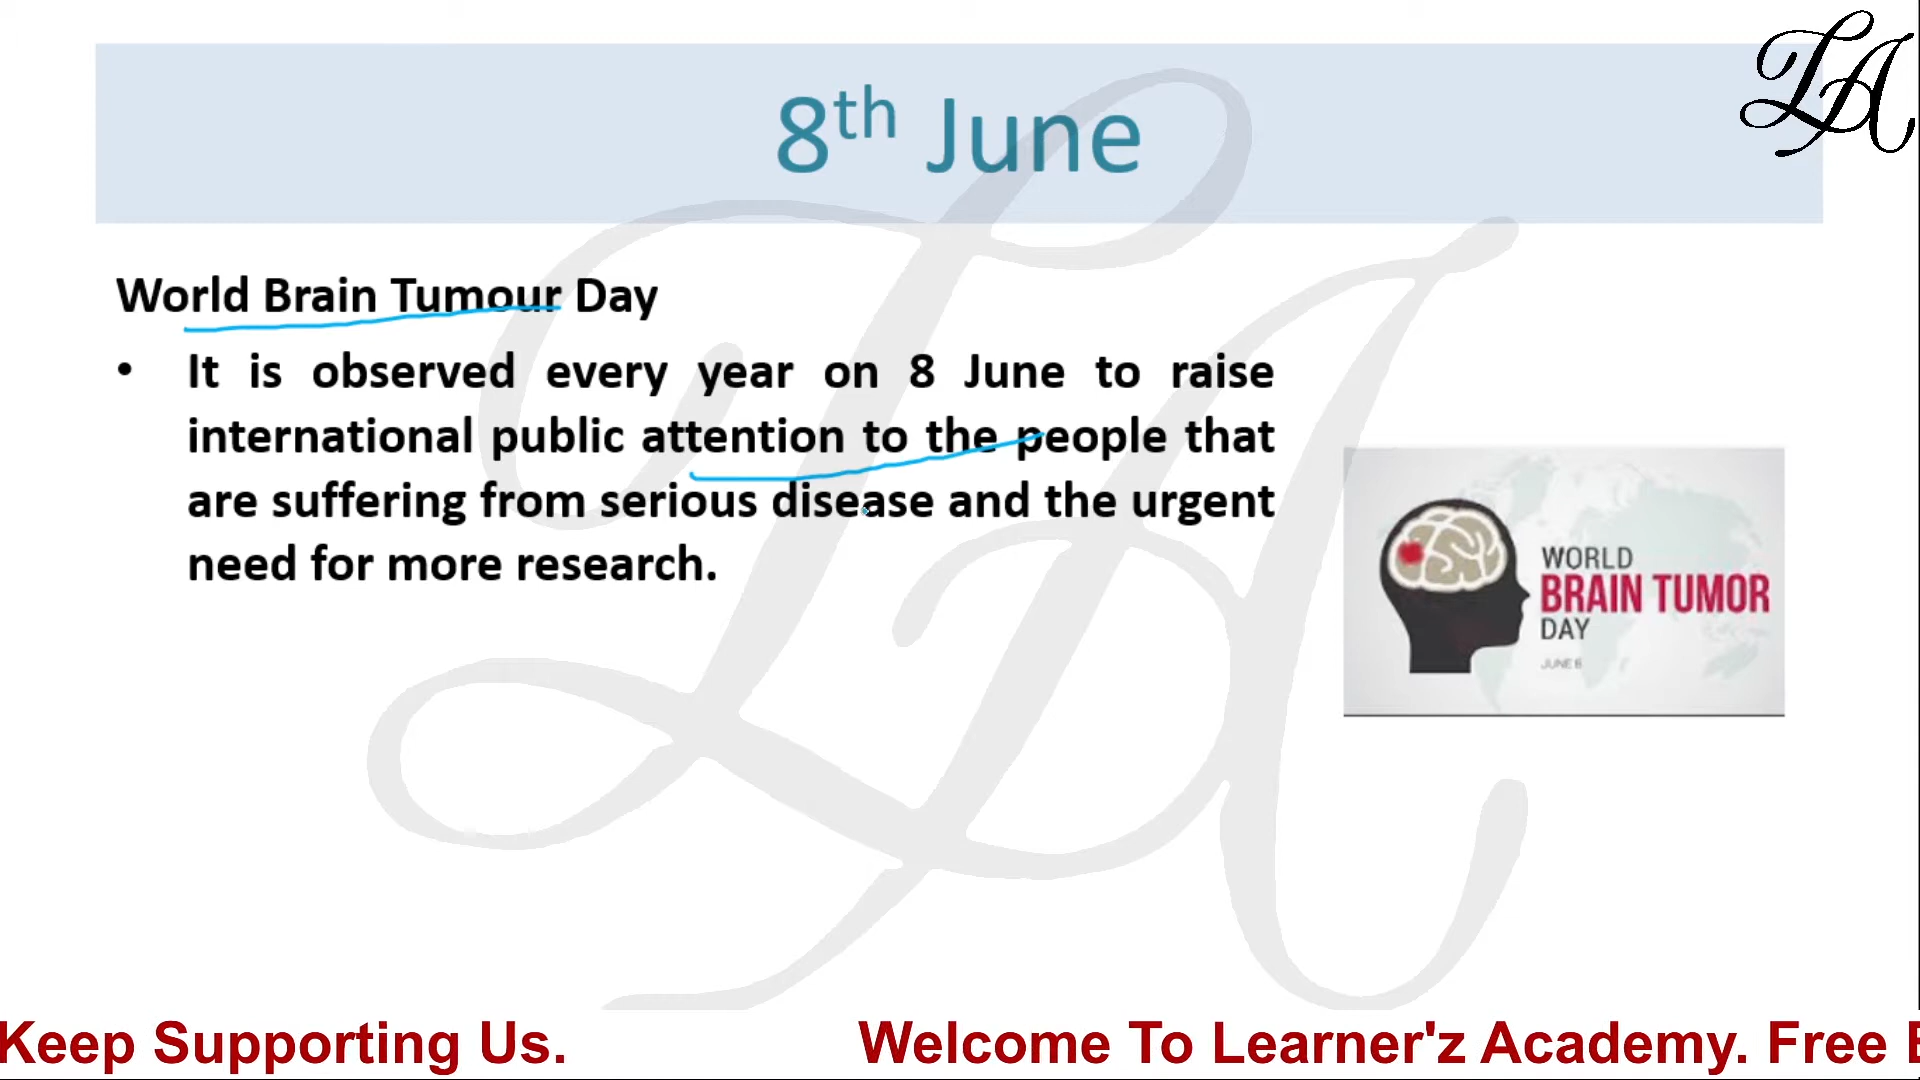 LA
8th June
World Brain Tumour Day
• It is observed every year on 8 June to raise
international public attention to the people that
are suffering from serious disease and the urgent
need for more research.
WORLD
BRAIN TUMOR
DAY
Keep Supporting Us. Welcome To Learner'z Academy. Free